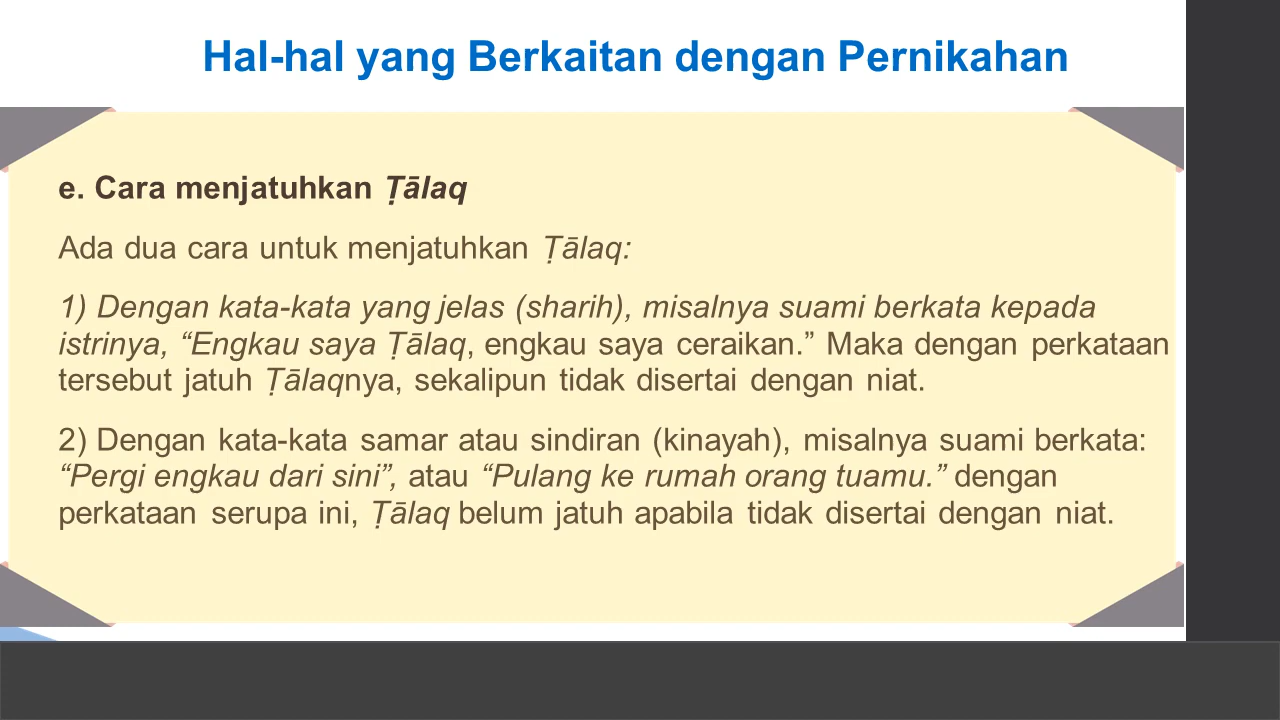 Hal-hal yang Berkaitan dengan Pernikahan
e. Cara menjatuhkan Ṭālaq
Ada dua cara untuk menjatuhkan Ṭālaq:
1) Dengan kata-kata yang jelas (sharih), misalnya suami berkata kepada
istrinya, “Engkau saya Ṭālaq, engkau saya ceraikan.” Maka dengan perkataan
tersebut jatuh Ṭālaqnya, sekalipun tidak disertai dengan niat.
2) Dengan kata-kata samar atau sindiran (kinayah), misalnya suami berkata:
“Pergi engkau dari sini”, atau “Pulang ke rumah orang tuamu.” dengan
perkataan serupa ini, Ṭālaq belum jatuh apabila tidak disertai dengan niat.